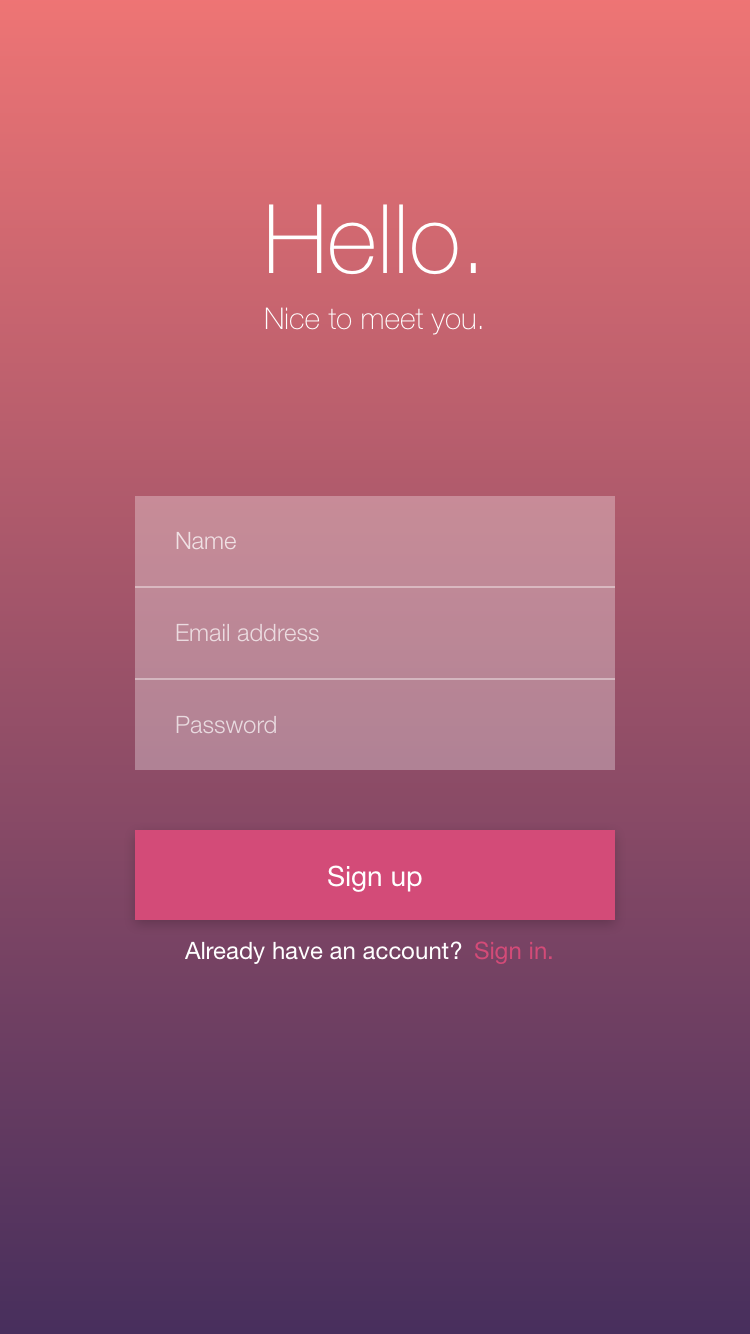 Hello.
Nice to meet you.
Name
Email address
Password
Sign up
Already have an account? Sign in.